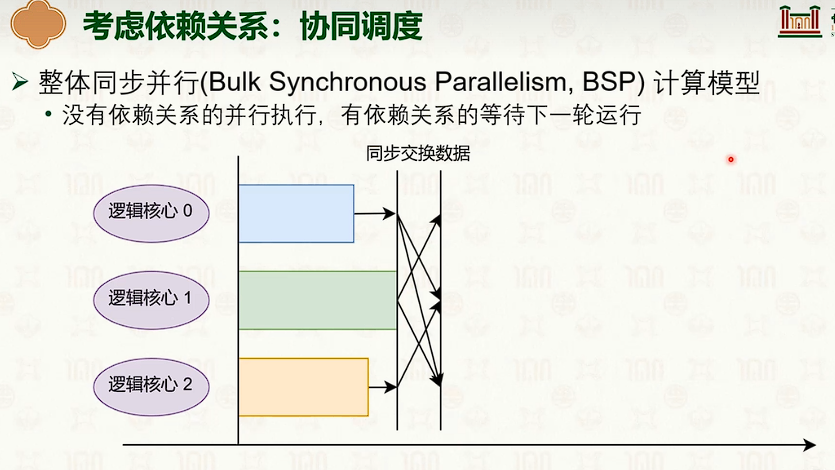 考虑依赖关系：协同调度
整体同步并行(Bulk Synchronous Parallelism, BSP) 计算模型
没有依赖关系的并行执行，有依赖关系的等待下一轮运行
同步交换数据
逻辑核心 0
逻辑核心 1
逻辑核心 2